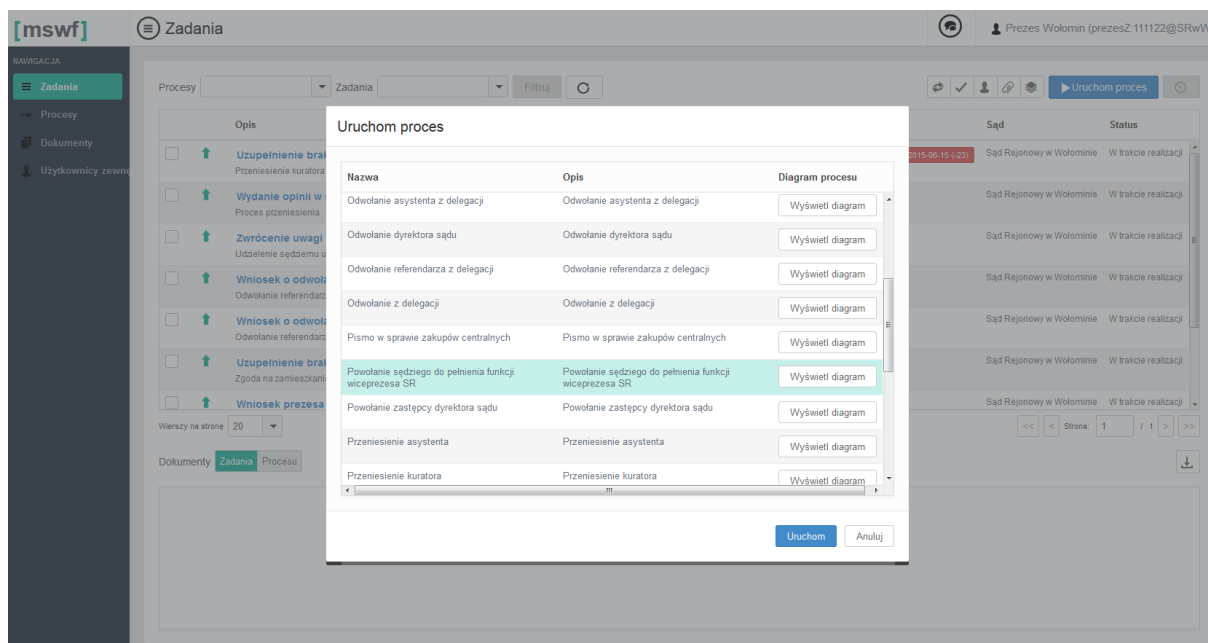 [mswf]
Zadania
Prezes Wołomin (prezesZ:111122@SRwW
NAWIGACJA
Zadania
Procesy
Dokumenty
Użytkownicy zewnę
Procesy
Zadania
Filtruj
Uruchom proces
Opis
Sąd
Status
Uzupełnienie brak
Przeniesienie kuratora
2015-06-15 (-23)
Sąd Rejonowy w Wołominie
W trakcie realizacji
Wydanie opinii w s
Proces przeniesienia
Sąd Rejonowy w Wołominie
W trakcie realizacji
Zwrócenie uwagi
Udzielenie sędziemu u
Sąd Rejonowy w Wołominie
W trakcie realizacji
Wniosek o odwoła
Odwołanie referendarz
Sąd Rejonowy w Wołominie
W trakcie realizacji
Wniosek o odwoła
Odwołanie referendarz
Sąd Rejonowy w Wołominie
W trakcie realizacji
Uzupełnienie brak
Zgoda na zamieszkani
Sąd Rejonowy w Wołominie
W trakcie realizacji
Wniosek prezesa
Sąd Rejonowy w Wołominie
W trakcie realizacji
Wierszy na stronę 20
<< < Strona: 1 / 1 > >>
Dokumenty Zadania Procesu
Uruchom proces
Nazwa Opis Diagram procesu
Odwołanie asystenta z delegacji Odwołanie asystenta z delegacji Wyświetl diagram
Odwołanie dyrektora sądu Odwołanie dyrektora sądu Wyświetl diagram
Odwołanie referendarza z delegacji Odwołanie referendarza z delegacji Wyświetl diagram
Odwołanie z delegacji Odwołanie z delegacji Wyświetl diagram
Pismo w sprawie zakupów centralnych Pismo w sprawie zakupów centralnych Wyświetl diagram
Powołanie sędziego do pełnienia funkcji
wiceprezesa SR
Powołanie sędziego do pełnienia funkcji
wiceprezesa SR
Wyświetl diagram
Powołanie zastępcy dyrektora sądu Powołanie zastępcy dyrektora sądu Wyświetl diagram
Przeniesienie asystenta Przeniesienie asystenta Wyświetl diagram
Przeniesienie kuratora Przeniesienie kuratora Wyświetl diagram
Uruchom Anuluj